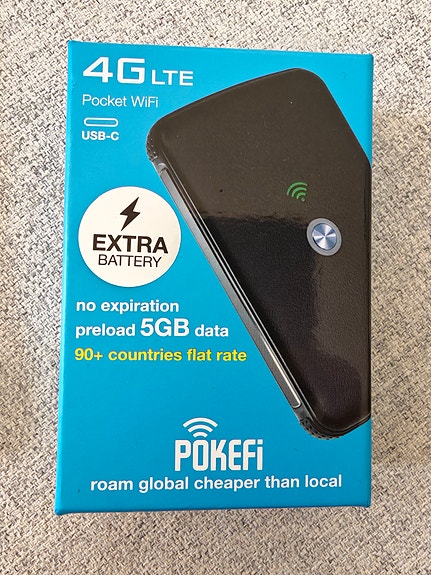 4G LTE
Pocket WiFi
USB-C
EXTRA
BATTERY
no expiration
preload 5GB data
90+ countries flat rate
POKEFi
roam global cheaper than local